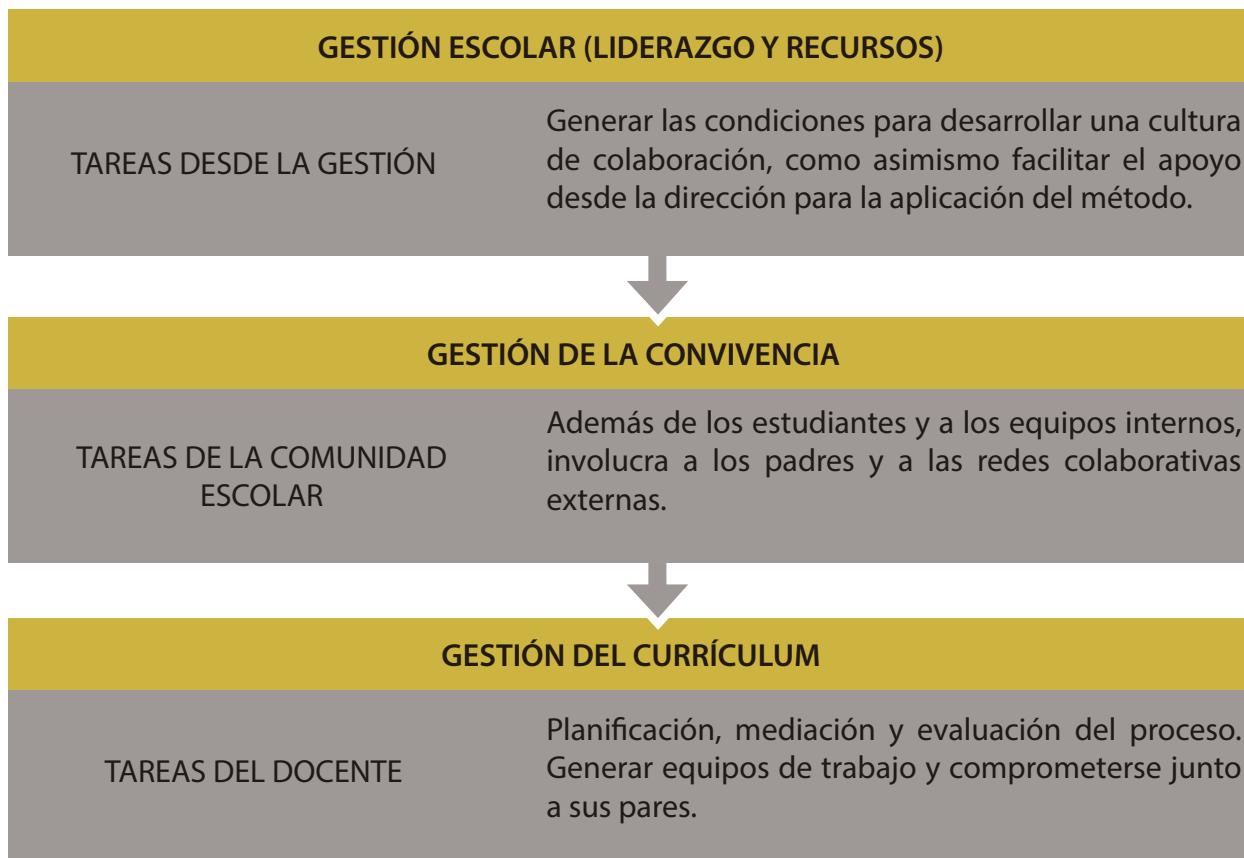 GESTIÓN ESCOLAR (LIDERAZGO Y RECURSOS)
TAREAS DESDE LA GESTIÓN
Generar las condiciones para desarrollar una cultura
de colaboración, como asimismo facilitar el apoyo
desde la dirección para la aplicación del método.
GESTIÓN DE LA CONVIVENCIA
TAREAS DE LA COMUNIDAD
ESCOLAR
Además de los estudiantes y a los equipos internos,
involucra a los padres y a las redes colaborativas
externas.
GESTIÓN DEL CURRÍCULUM
TAREAS DEL DOCENTE
Planificación, mediación y evaluación del proceso.
Generar equipos de trabajo y comprometerse junto
a sus pares.